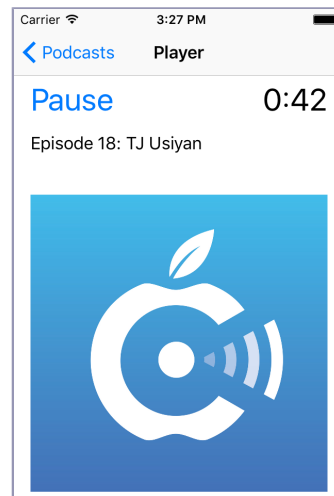 Carrier 3:27 PM
Podcasts Player
Pause 0:42
Episode 18: TJ Usiyan